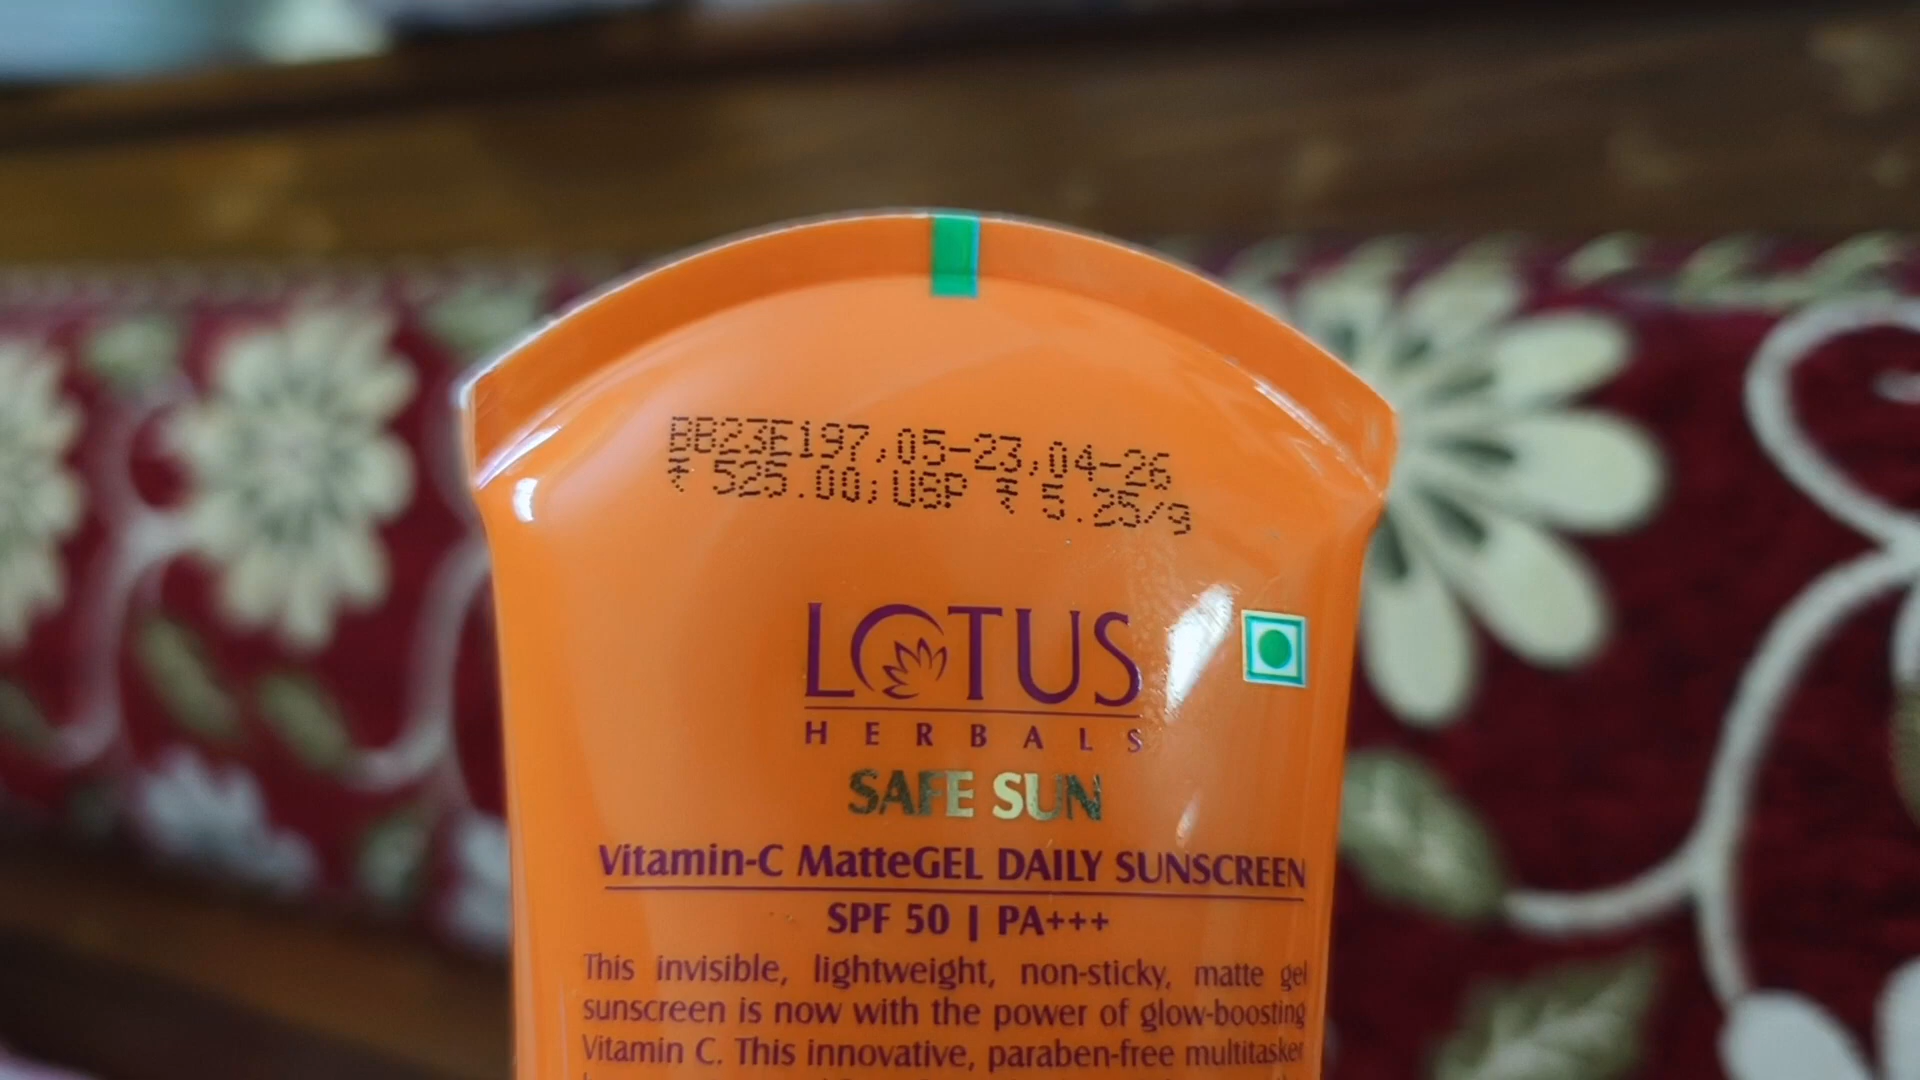 BB23E197,05-23,04-26
₹ 525.00;USP ₹ 5.25/g
LOTUS
HERBALS
SAFE SUN
Vitamin-C MatteGEL DAILY SUNSCREEN
SPF 50 | PA+++
This invisible, lightweight, non-sticky, matte gel
sunscreen is now with the power of glow-boosting
Vitamin C. This innovative, paraben-free multitasker